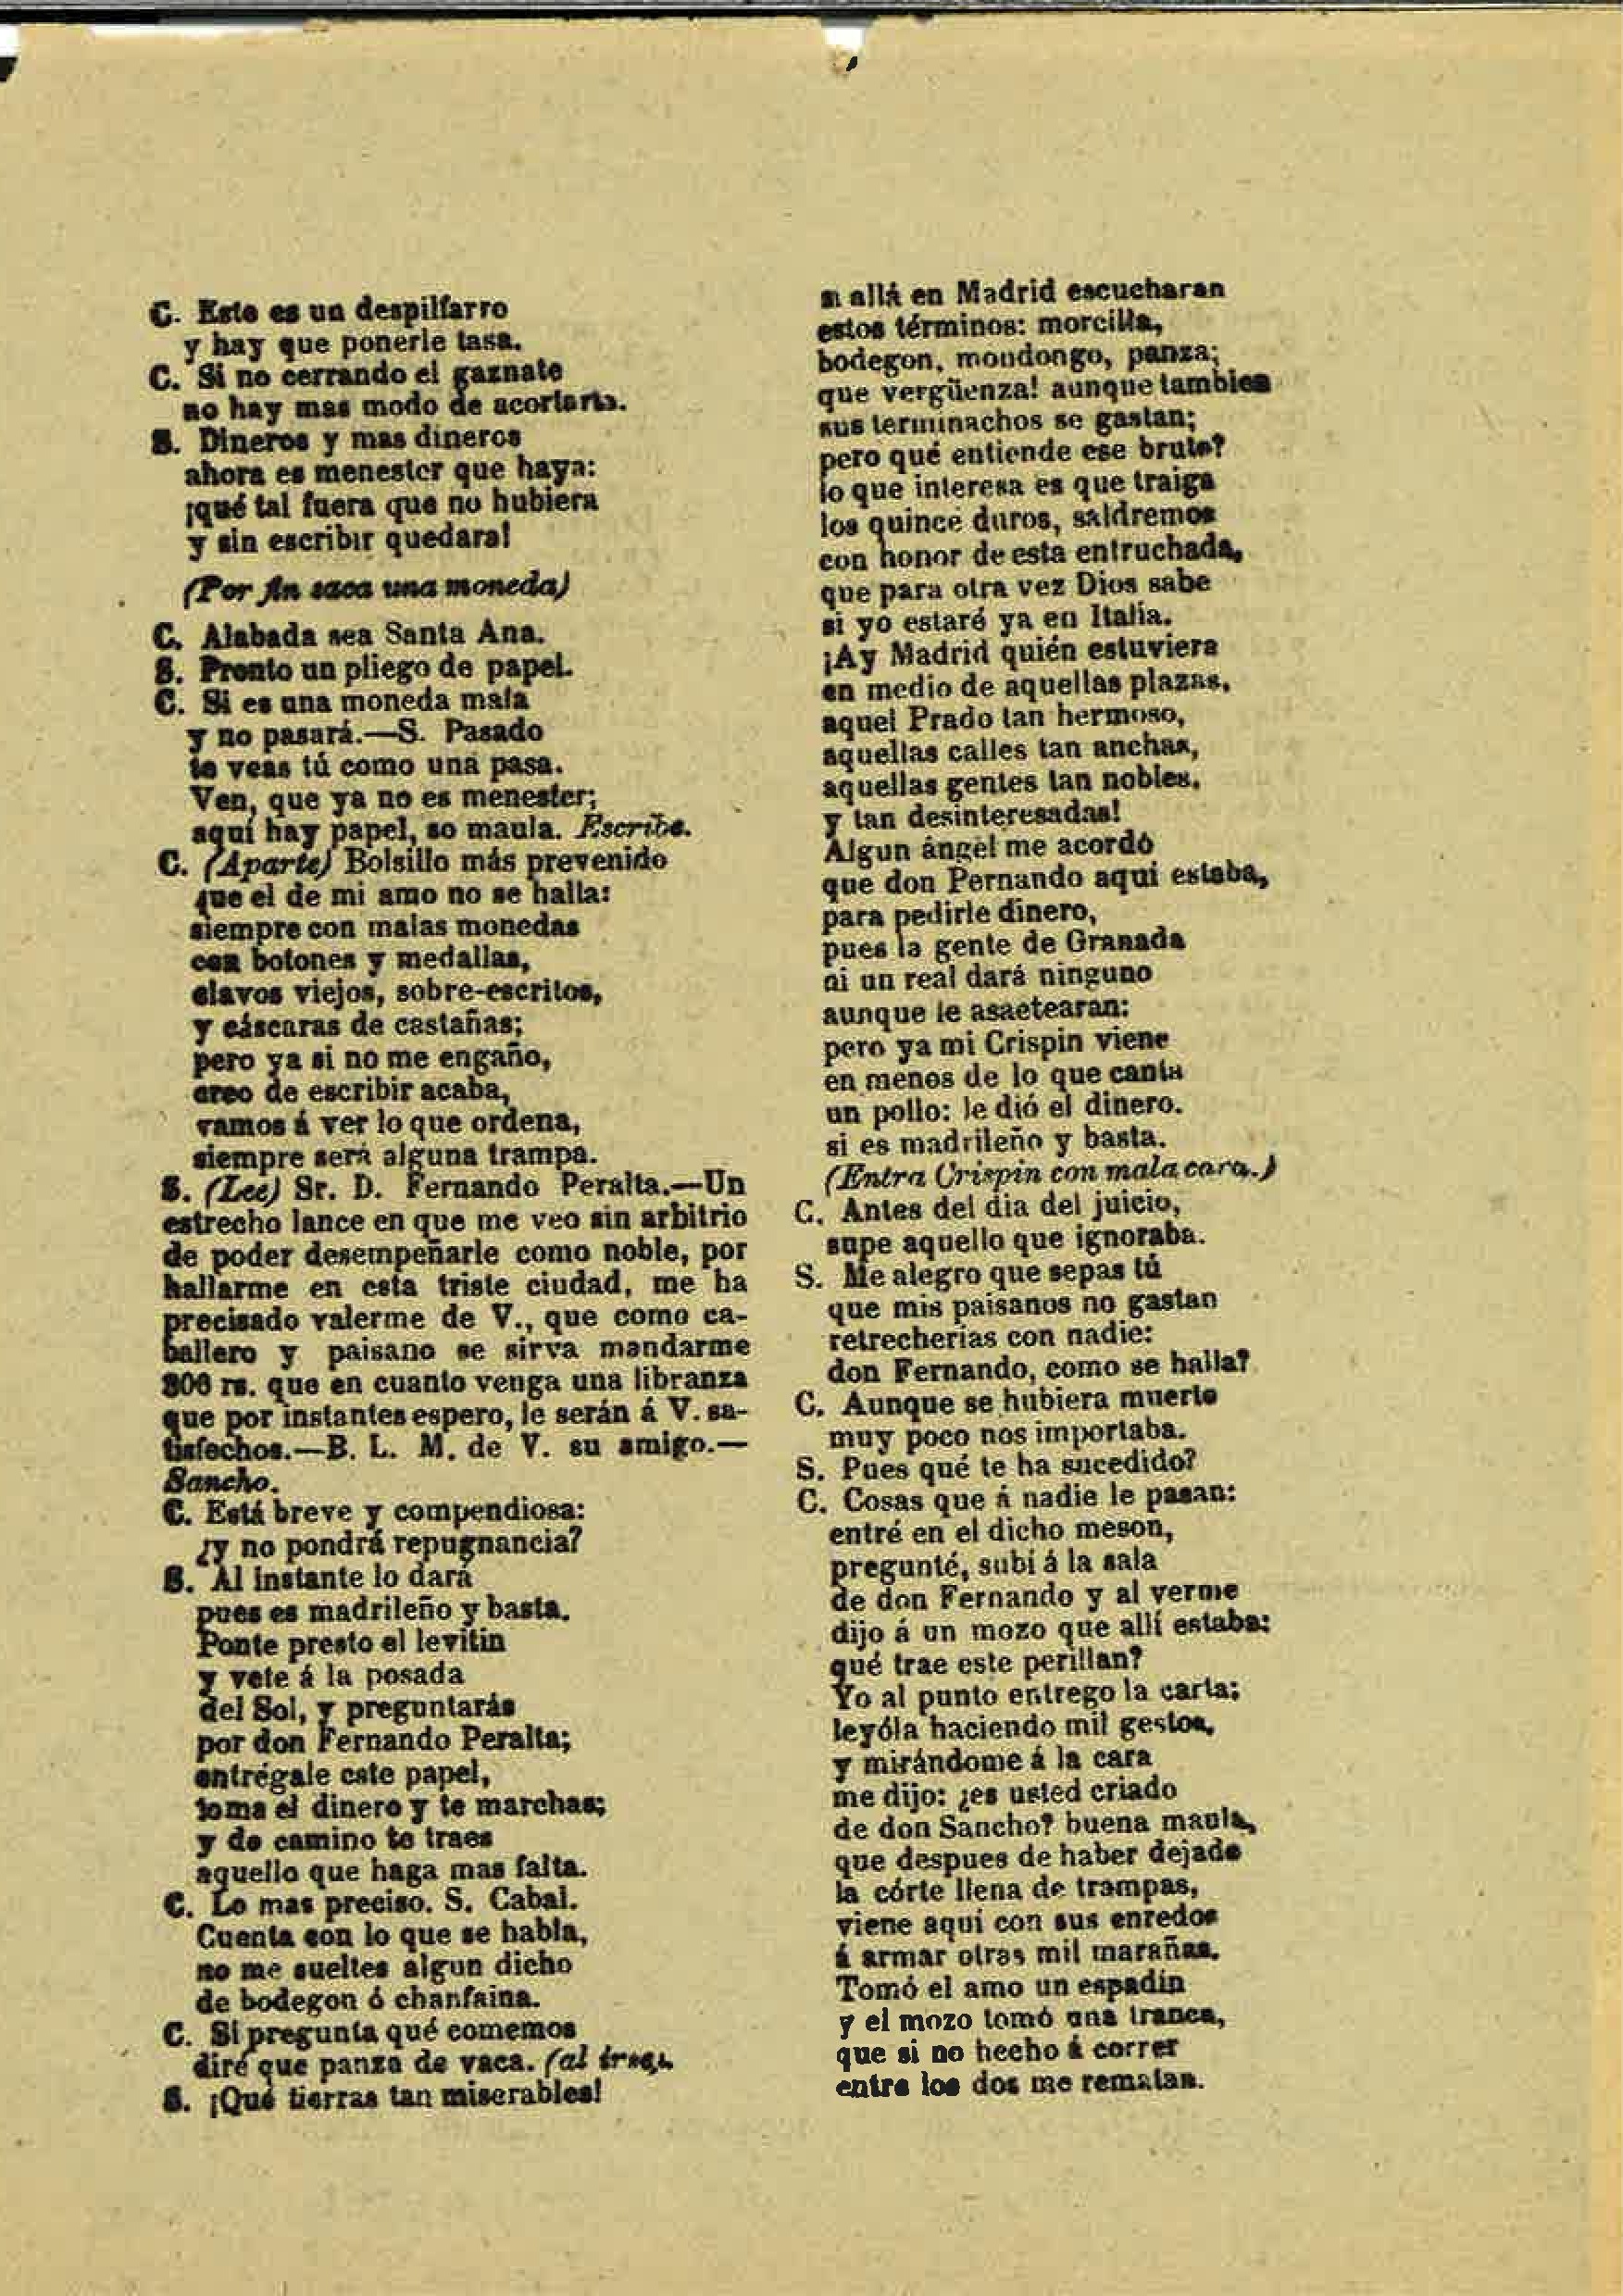 C. Esto es un despilfarro
y hay que ponerle tasa.
C. Si no cerrando el gaznate
no hay mas modo de acortarla.
S. Dineros y mas dineros
ahora es menester que haya:
¡qué tal fuera que no hubiera
y sin escribir quedara!
(Por fin saca una moneda)
C. Alabada sea Santa Ana.
S. Pronto un pliego de papel.
C. Si es una moneda mala
y no pasará.—S. Pasado
te veas tú como una pasa.
Ven, que ya no es menester;
aquí hay papel, so maula. Escribe.
C. (Aparte) Bolsillo más prevenido
que el de mi amo no se halla:
siempre con malas monedas
con botones y medallas,
clavos viejos, sobre-escritos,
y cáscaras de castañas;
pero ya si no me engaño,
creo de escribir acaba,
vamos á ver lo que ordena,
siempre será alguna trampa.
S. (Lee) Sr. D. Fernando Peralta.—Un
estrecho lance en que me veo sin arbitrio
de poder desempeñarle como noble, por
hallarme en esta triste ciudad, me ha
precisado valerme de V., que como ca-
ballero y paisano se sirva mandarme
300 rs. que en cuanto venga una libranza
que por instantes espero, le serán á V. sa-
tisfechos.—B. L. M. de V. su amigo.—
Sancho.
C. Está breve y compendiosa:
¿y no pondrá repugnancia?
S. Al instante lo dará
pues es madrileño y basta.
Ponte presto el levitin
y vete á la posada
del Sol, y preguntarás
por don Fernando Peralta;
entrégale este papel,
toma el dinero y te marchas;
y de camino te traes
aquello que haga mas falta.
C. Lo mas preciso. S. Cabal.
Cuenta con lo que se habla,
no me sueltes algun dicho
de bodegon ó chanfaina.
C. Si pregunta qué comemos
diré que panza de vaca. (al irse).
S. ¡Qué tierras tan miserables!
si allá en Madrid escucharan
estos términos: morcilla,
bodegon, mondongo, panza;
que vergüenza! aunque tambien
sus terminachos se gastan;
pero qué entiende ese bruto?
lo que interesa es que traiga
los quince duros, saldremos
con honor de esta entruchada,
que para otra vez Dios sabe
si yo estaré ya en Italia.
¡Ay Madrid quién estuviera
en medio de aquellas plazas,
aquel Prado tan hermoso,
aquellas calles tan anchas,
aquellas gentes tan nobles,
y tan desinteresadas!
Algun ángel me acordó
que don Pernando aqui estaba,
para pedirle dinero,
pues la gente de Granada
ni un real dará ninguno
aunque le asaetearan:
pero ya mi Crispin viene
en menos de lo que canta
un pollo: le dió el dinero.
si es madrileño y basta.
(Entra Crispin con mala cara.)
C. Antes del dia del juicio,
supe aquello que ignoraba.
S. Me alegro que sepas tú
que mis paisanos no gastan
retrecherias con nadie:
don Fernando, como se halla?
C. Aunque se hubiera muerto
muy poco nos importaba.
S. Pues qué te ha sucedido?
C. Cosas que á nadie le pasan:
entré en el dicho meson,
pregunté, subi á la sala
de don Fernando y al verme
dijo á un mozo que allí estaba:
qué trae este perillan?
Yo al punto entrego la carta;
leyóla haciendo mil gestos,
y mirándome á la cara
me dijo: ¿es usted criado
de don Sancho? buena maula,
que despues de haber dejado
la córte llena de trampas,
viene aquí con sus enredos
á armar otras mil marañas.
Tomó el amo un espadin
y el mozo tomó una tranca,
que si no hecho á correr
entre los dos me rematan.